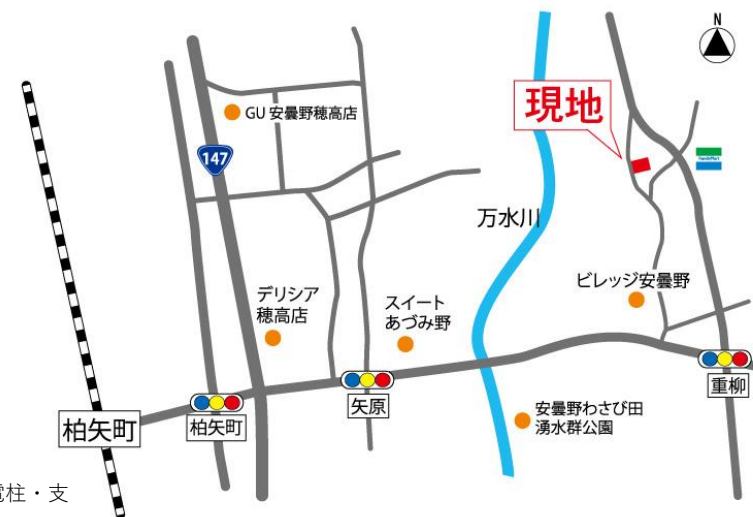 N
GU 安曇野穂高店
現地
147
FamilyMart
万水川
デリシア
穂高店
スイート
あづみ野
ビレッジ安曇野
重柳
矢原
柏矢町
柏矢町
安曇野わさび田
湧水群公園
電柱・支